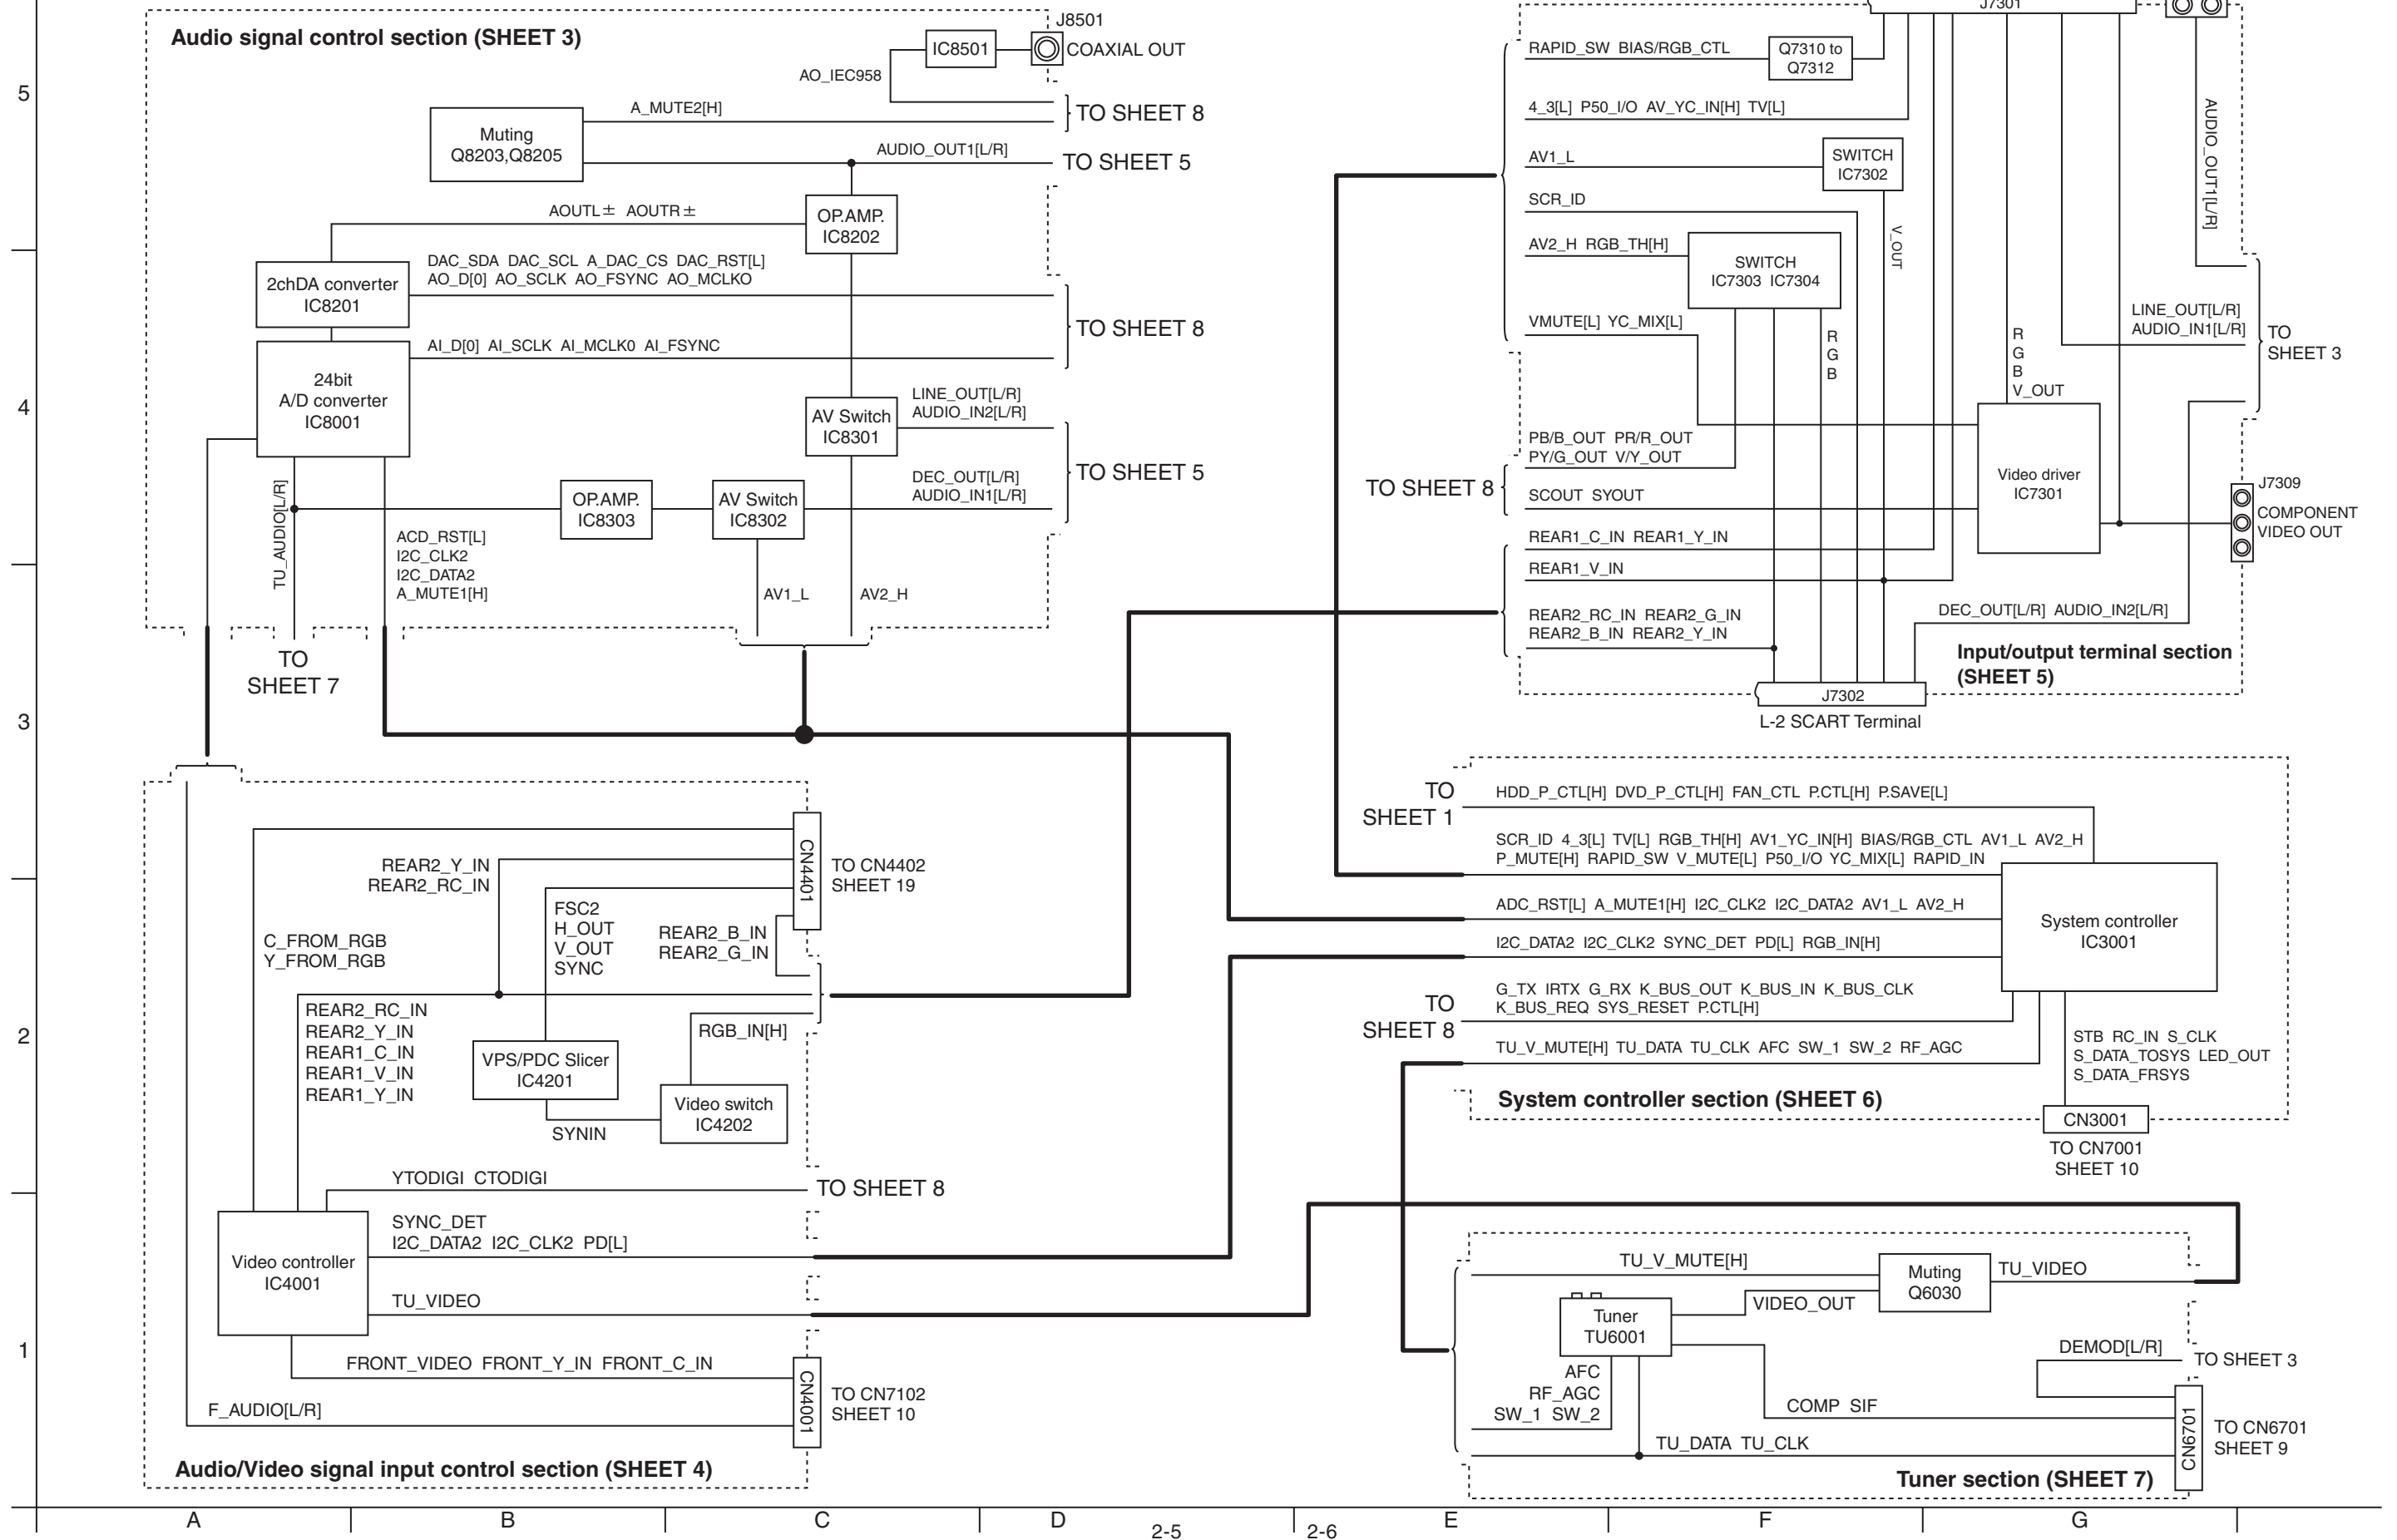 Audio signal control section (SHEET 3)
J8501
COAXIAL OUT
IC8501
AO_IEC958
A_MUTE2[H]
TO SHEET 8
Muting
Q8203,Q8205
AUDIO_OUT1[L/R]
TO SHEET 5
AOUTL± AOUTR±
OP.AMP.
IC8202
2chDA converter
IC8201
DAC_SDA DAC_SCL A_DAC_CS DAC_RST[L]
AO_D[0] AO_SCLK AO_FSYNC AO_MCLKO
TO SHEET 8
24bit
A/D converter
IC8001
AI_D[0] AI_SCLK AI_MCLK0 AI_FSYNC
AV Switch
IC8301
LINE_OUT[L/R]
AUDIO_IN2[L/R]
TO SHEET 5
DEC_OUT[L/R]
AUDIO_IN1[L/R]
OP.AMP.
IC8303
AV Switch
IC8302
TU_AUDIO[L/R]
ACD_RST[L]
I2C_CLK2
I2C_DATA2
A_MUTE1[H]
AV1_L
AV2_H
TO
SHEET 7
J7301
RAPID_SW BIAS/RGB_CTL
Q7310 to
Q7312
4_3[L] P50_I/O AV_YC_IN[H] TV[L]
AV1_L
SWITCH
IC7302
SCR_ID
AV2_H RGB_TH[H]
SWITCH
IC7303 IC7304
V_OUT
VMUTE[L] YC_MIX[L]
R
G
B
R
G
B
V_OUT
AUDIO_OUT1[L/R]
LINE_OUT[L/R]
AUDIO_IN1[L/R]
TO
SHEET 3
PB/B_OUT PR/R_OUT
PY/G_OUT V/Y_OUT
TO SHEET 8
SCOUT SYOUT
Video driver
IC7301
J7309
COMPONENT
VIDEO OUT
REAR1_C_IN REAR1_Y_IN
REAR1_V_IN
REAR2_RC_IN REAR2_G_IN
REAR2_B_IN REAR2_Y_IN
DEC_OUT[L/R] AUDIO_IN2[L/R]
Input/output terminal section
(SHEET 5)
J7302
L-2 SCART Terminal
REAR2_Y_IN
REAR2_RC_IN
CN4401
TO CN4402
SHEET 19
C_FROM_RGB
Y_FROM_RGB
FSC2
H_OUT
V_OUT
SYNC
REAR2_B_IN
REAR2_G_IN
REAR2_RC_IN
REAR2_Y_IN
REAR1_C_IN
REAR1_V_IN
REAR1_Y_IN
RGB_IN[H]
VPS/PDC Slicer
IC4201
Video switch
IC4202
SYNIN
YTODIGI CTODIGI
TO SHEET 8
Video controller
IC4001
SYNC_DET
I2C_DATA2 I2C_CLK2 PD[L]
TU_VIDEO
FRONT_VIDEO FRONT_Y_IN FRONT_C_IN
F_AUDIO[L/R]
CN4001
TO CN7102
SHEET 10
Audio/Video signal input control section (SHEET 4)
TO
SHEET 1
HDD_P_CTL[H] DVD_P_CTL[H] FAN_CTL P.CTL[H] P.SAVE[L]
SCR_ID 4_3[L] TV[L] RGB_TH[H] AV1_YC_IN[H] BIAS/RGB_CTL AV1_L AV2_H
P_MUTE[H] RAPID_SW V_MUTE[L] P50_I/O YC_MIX[L] RAPID_IN
ADC_RST[L] A_MUTE1[H] I2C_CLK2 I2C_DATA2 AV1_L AV2_H
I2C_DATA2 I2C_CLK2 SYNC_DET PD[L] RGB_IN[H]
System controller
IC3001
TO
SHEET 8
G_TX IRTX G_RX K_BUS_OUT K_BUS_IN K_BUS_CLK
K_BUS_REQ SYS_RESET P.CTL[H]
TU_V_MUTE[H] TU_DATA TU_CLK AFC SW_1 SW_2 RF_AGC
STB RC_IN S_CLK
S_DATA_TOSYS LED_OUT
S_DATA_FRSYS
System controller section (SHEET 6)
CN3001
TO CN7001
SHEET 10
TU_V_MUTE[H]
Muting
Q6030
TU_VIDEO
VIDEO_OUT
Tuner
TU6001
AFC
RF_AGC
SW_1 SW_2
DEMOD[L/R]
TO SHEET 3
COMP SIF
TU_DATA TU_CLK
CN6701
TO CN6701
SHEET 9
Tuner section (SHEET 7)
5
4
3
2
1
A
B
C
D
2-5
2-6
E
F
G